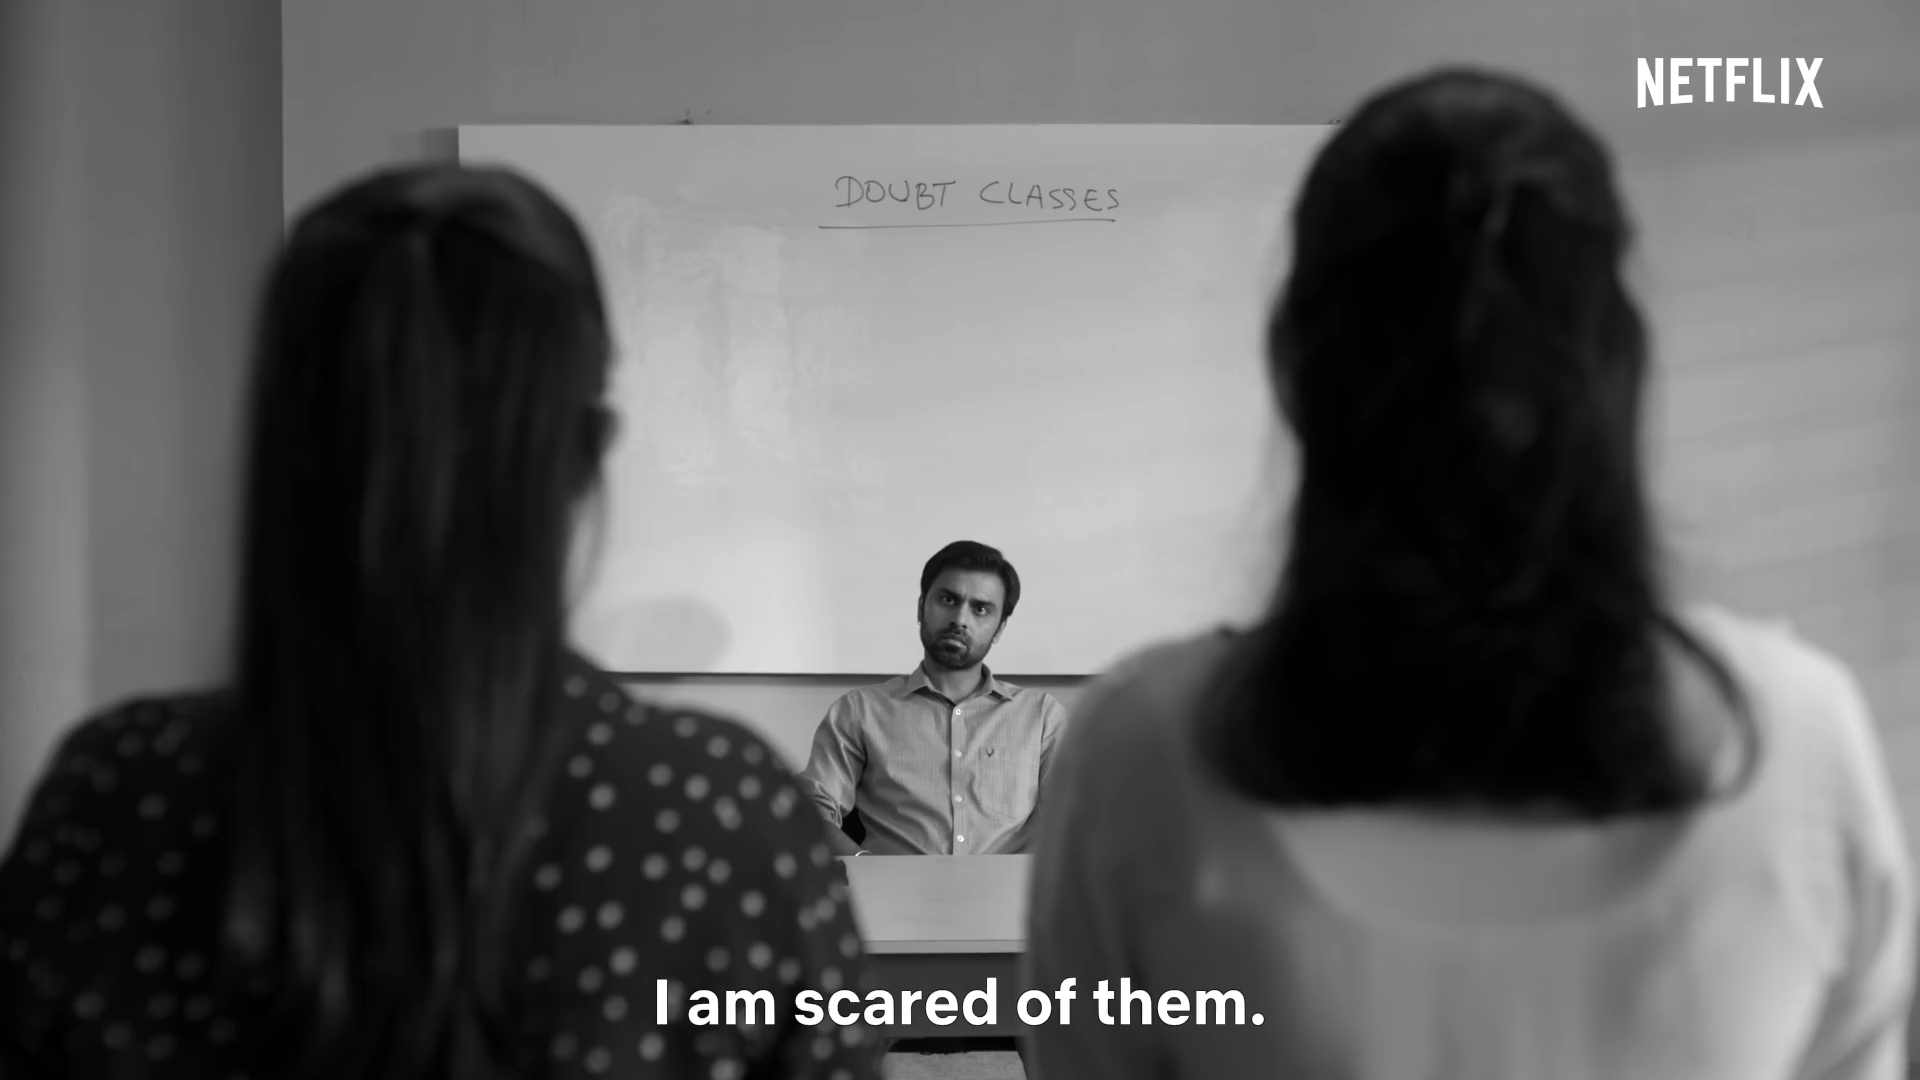 NETFLIX
DOUBT CLASSES
I am scared of them.